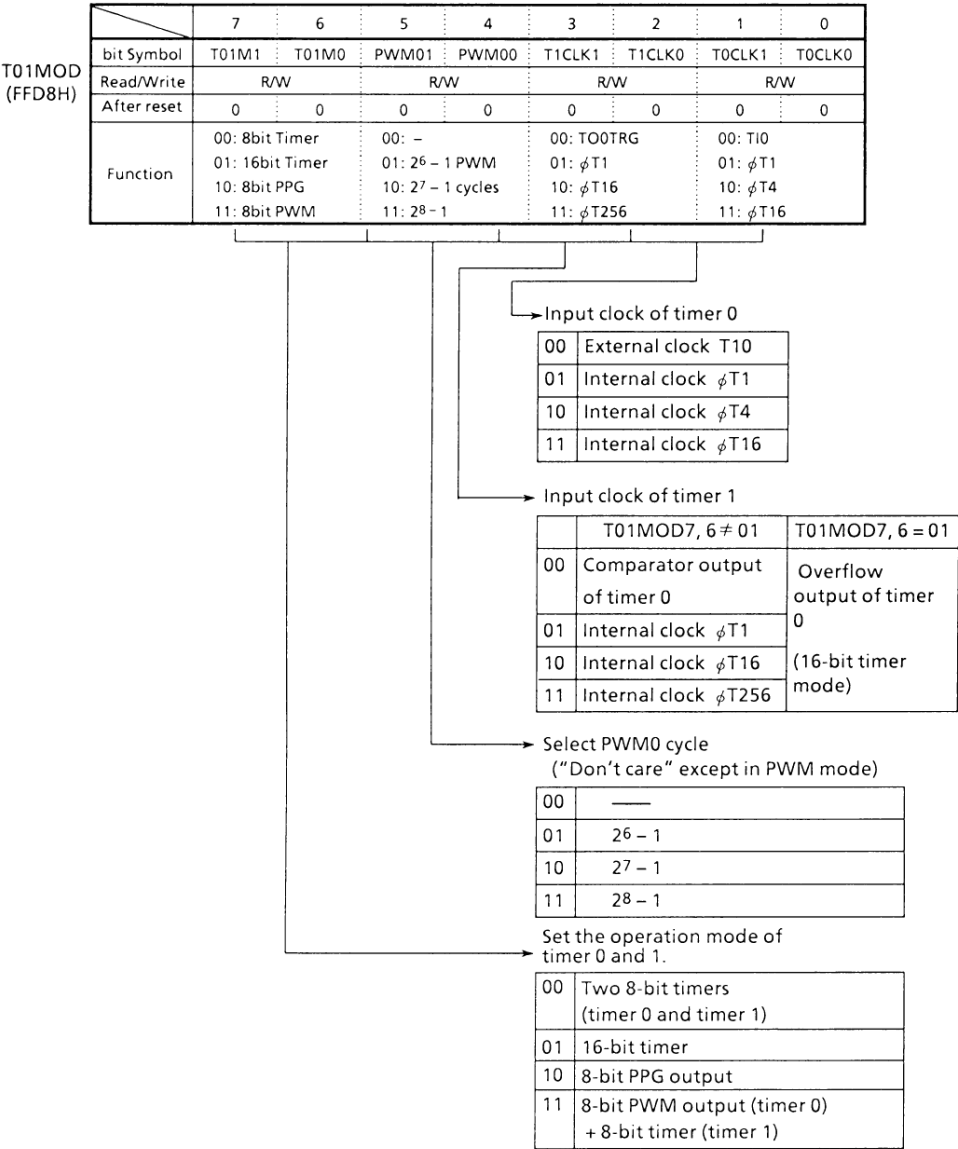 7 6 5 4 3 2 1 0
bit Symbol T01M1 T01M0 PWM01 PWM00 T1CLK1 T1CLK0 T0CLK1 T0CLK0
T01MOD
(FFD8H)
Read/Write R/W R/W R/W R/W
After reset 0 0 0 0 0 0 0 0
Function
00: 8bit Timer 00: – 00: TO0TRG 00: TI0
01: 16bit Timer 01: 2⁶ – 1 PWM 01: ϕT1 01: ϕT1
10: 8bit PPG 10: 2⁷ – 1 cycles 10: ϕT16 10: ϕT4
11: 8bit PWM 11: 2⁸ – 1 11: ϕT256 11: ϕT16
Input clock of timer 0
00 External clock T10
01 Internal clock ϕT1
10 Internal clock ϕT4
11 Internal clock ϕT16
Input clock of timer 1
T01MOD7, 6 ≠ 01 T01MOD7, 6 = 01
00 Comparator output
of timer 0
01 Internal clock ϕT1
10 Internal clock ϕT16
11 Internal clock ϕT256
Overflow
output of timer
0
(16-bit timer
mode)
Select PWM0 cycle
("Don't care" except in PWM mode)
00 ——
01 2⁶ – 1
10 2⁷ – 1
11 2⁸ – 1
Set the operation mode of
timer 0 and 1.
00 Two 8-bit timers
(timer 0 and timer 1)
01 16-bit timer
10 8-bit PPG output
11 8-bit PWM output (timer 0)
+ 8-bit timer (timer 1)